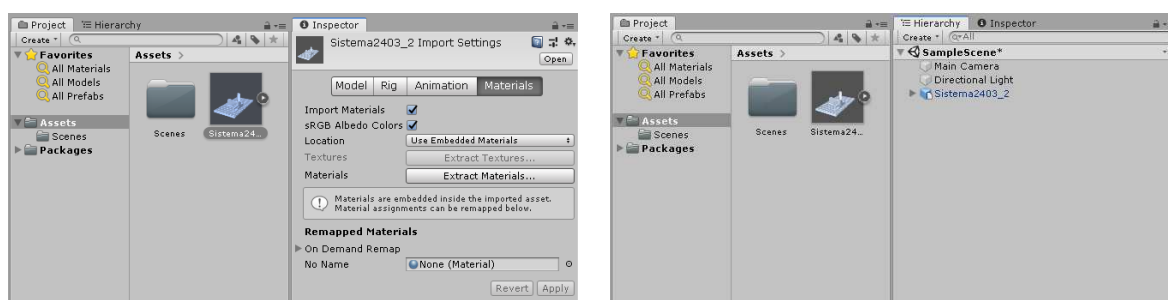 Project Hierarchy
Create
Favorites
All Materials
All Models
All Prefabs
Assets
Scenes
Packages
Assets >
Scenes
Sistema24...
Inspector
Sistema2403_2 Import Settings
Open
Model Rig Animation Materials
Import Materials
sRGB Albedo Colors
Location Use Embedded Materials
Textures Extract Textures...
Materials Extract Materials...
Materials are embedded inside the imported asset.
Material assignments can be remapped below.
Remapped Materials
On Demand Remap
No Name None (Material)
Revert Apply
Project
Create
Favorites
All Materials
All Models
All Prefabs
Assets
Scenes
Packages
Assets >
Scenes
Sistema24...
Hierarchy Inspector
Create All
SampleScene*
Main Camera
Directional Light
Sistema2403_2